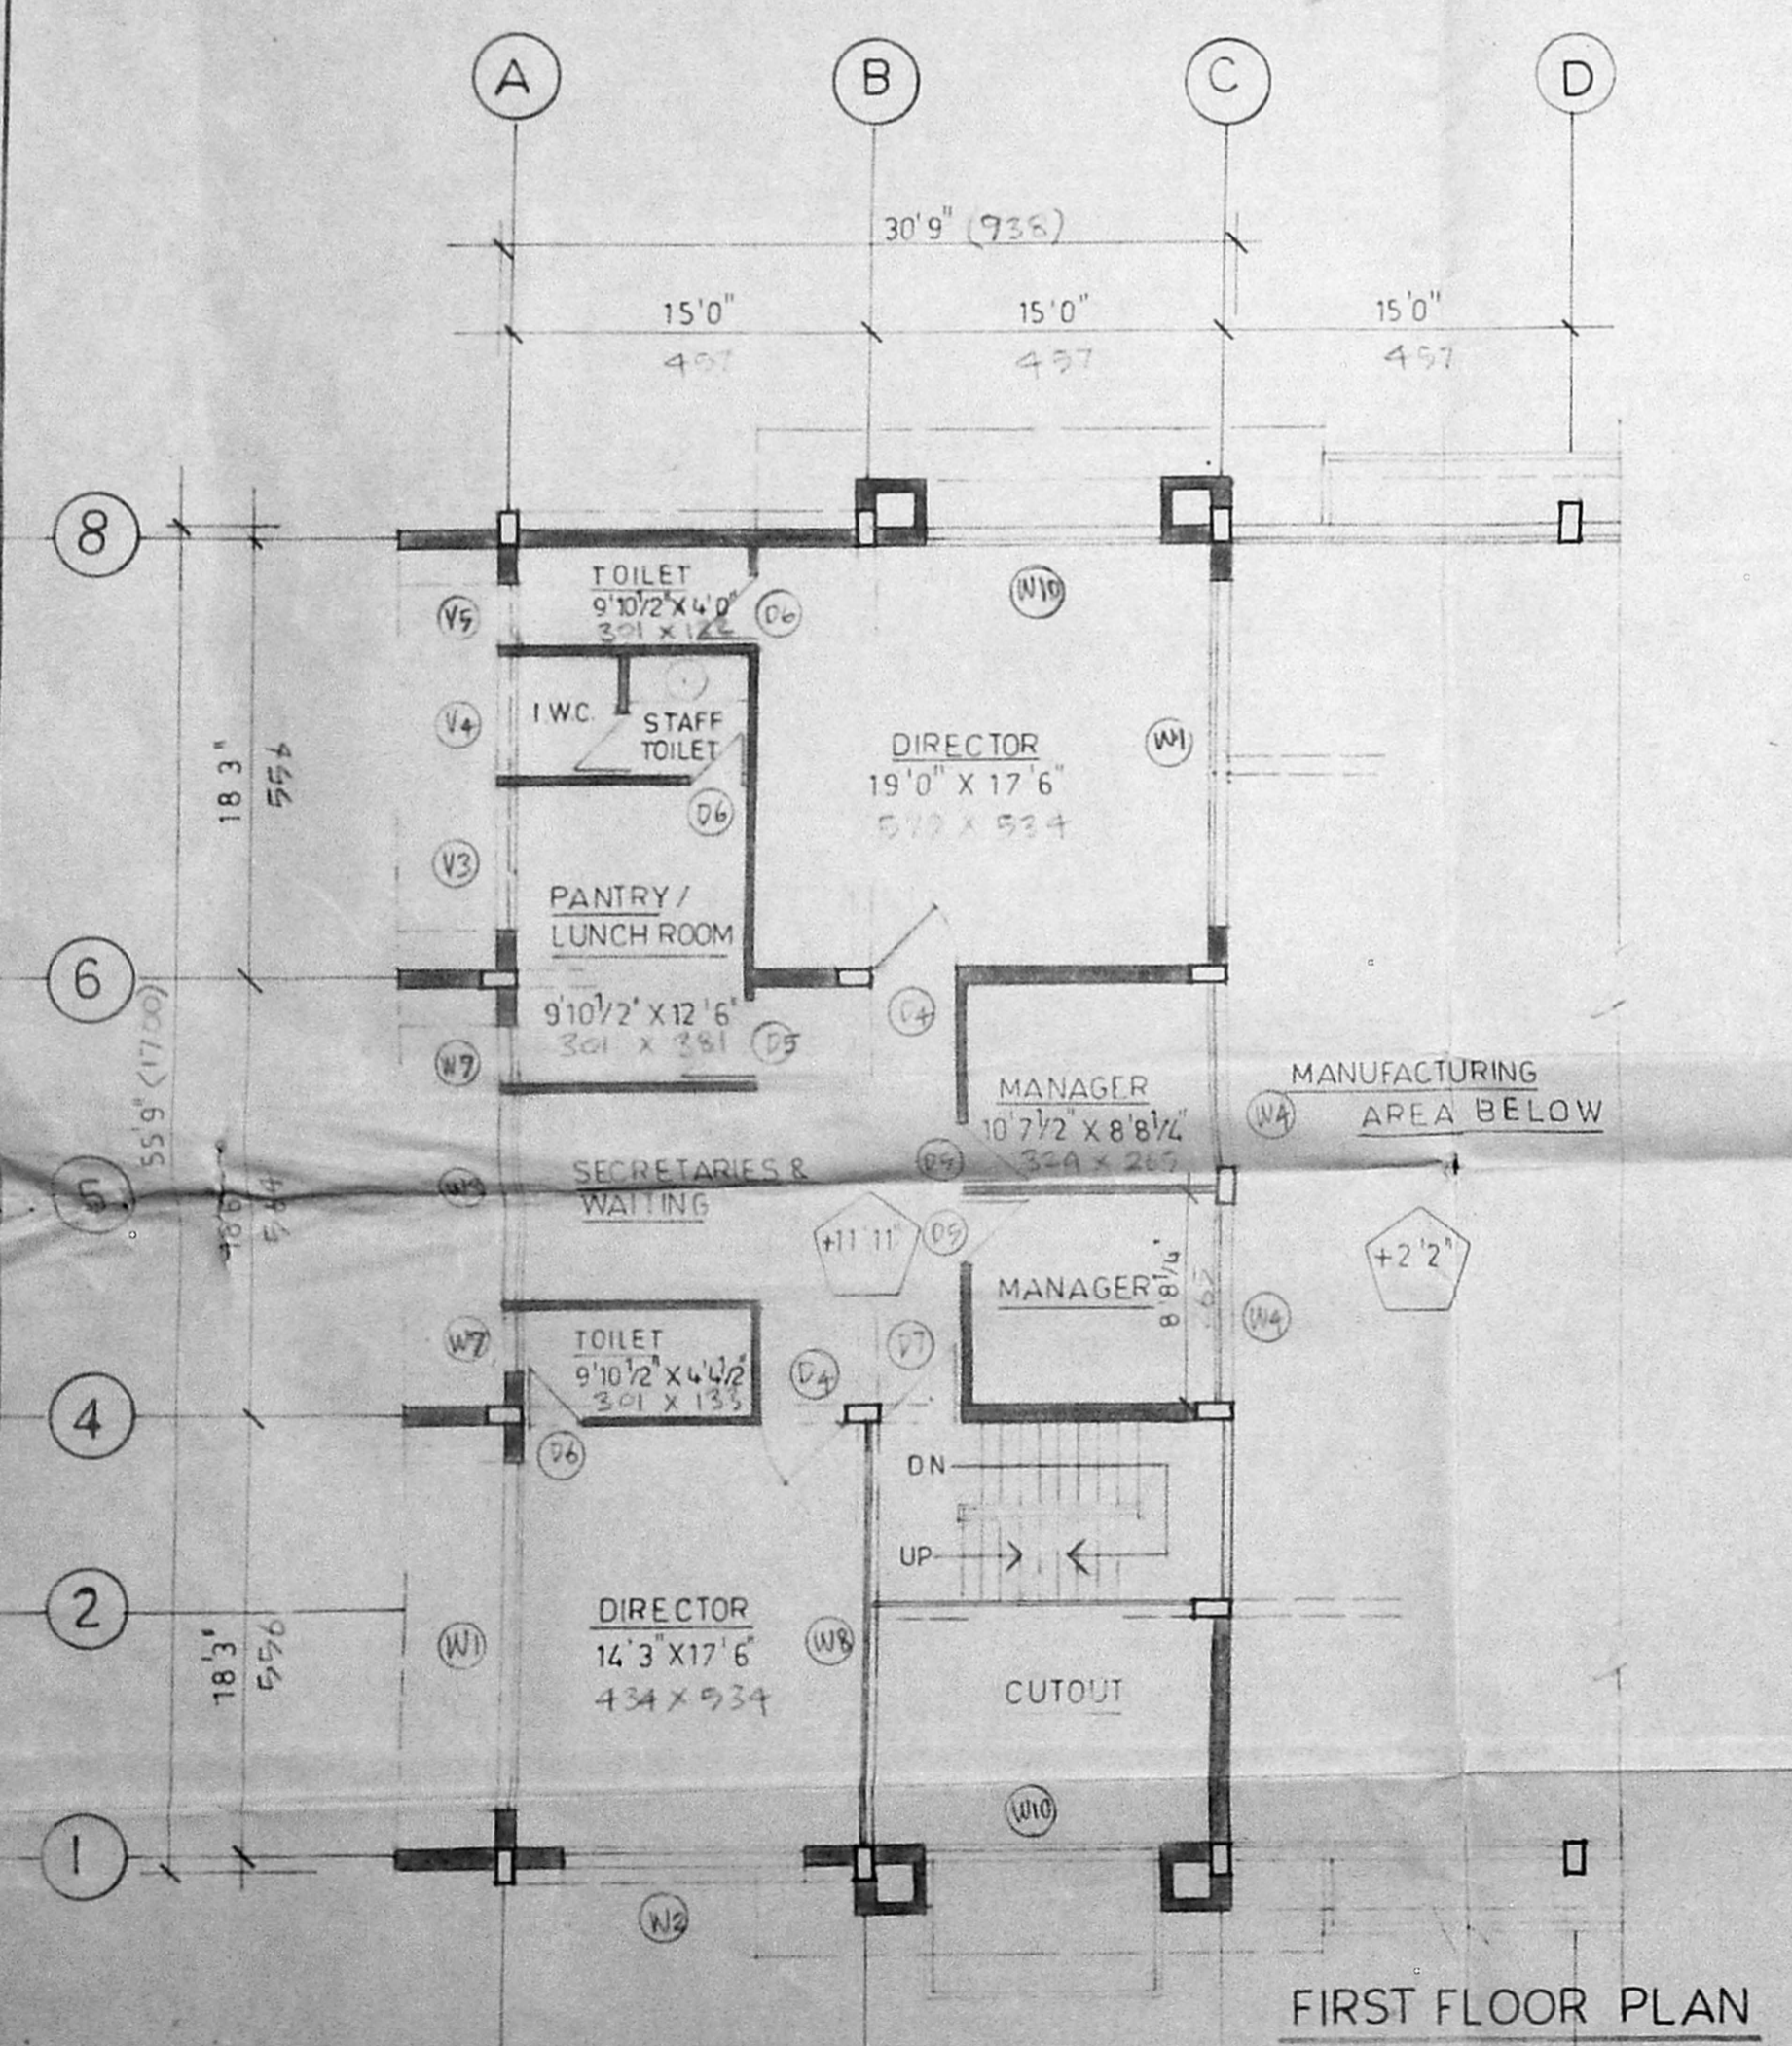 A B C D
30'9" (938)
15'0" 15'0" 15'0"
457 457 457
8
TOILET
9'10½" X 4'0"
301 X 122
V5
D6
W10
I.W.C.
STAFF
TOILET
V4
D6
DIRECTOR
19'0" X 17'6"
579 X 534
W1
18'3"
556
V3
PANTRY /
LUNCH ROOM
9'10½" X 12'6"
301 X 381
D5
D4
6
W7
55'9" (1700)
MANAGER
10'7½" X 8'8¼"
W4
MANUFACTURING
AREA BELOW
5
SECRETARIES &
WAITING
D5
+11'11"
D5
MANAGER
8'8¼"
265
W4
+2'2"
W7
TOILET
9'10½" X 4'4½"
301 X 133
D4
D7
4
D6
DN
UP
2
DIRECTOR
14'3" X 17'6"
434 X 534
W1
W8
18'3"
556
CUTOUT
W10
1
W2
FIRST FLOOR PLAN